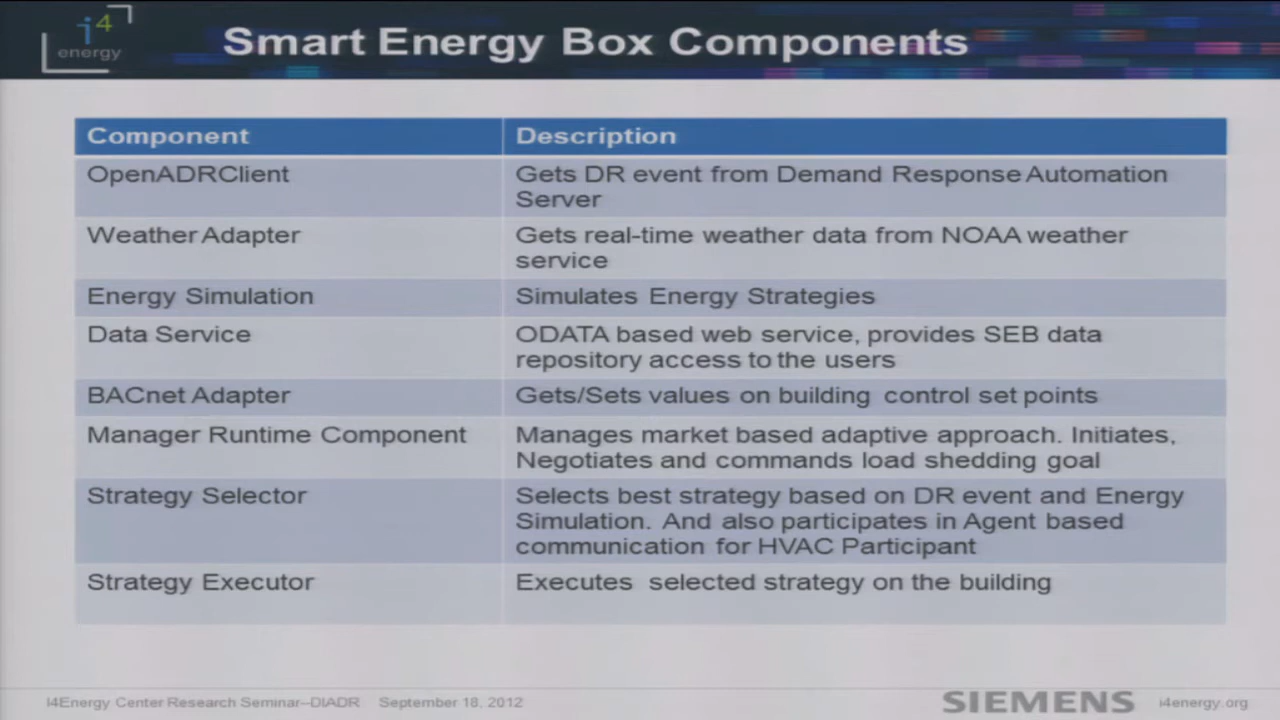 i4
energy
Smart Energy Box Components
Component Description
OpenADRClient Gets DR event from Demand Response Automation
Server
Weather Adapter Gets real-time weather data from NOAA weather
service
Energy Simulation Simulates Energy Strategies
Data Service ODATA based web service, provides SEB data
repository access to the users
BACnet Adapter Gets/Sets values on building control set points
Manager Runtime Component Manages market based adaptive approach. Initiates,
Negotiates and commands load shedding goal
Strategy Selector Selects best strategy based on DR event and Energy
Simulation. And also participates in Agent based
communication for HVAC Participant
Strategy Executor Executes selected strategy on the building
I4Energy Center Research Seminar--DIADR September 18, 2012 SIEMENS i4energy.org